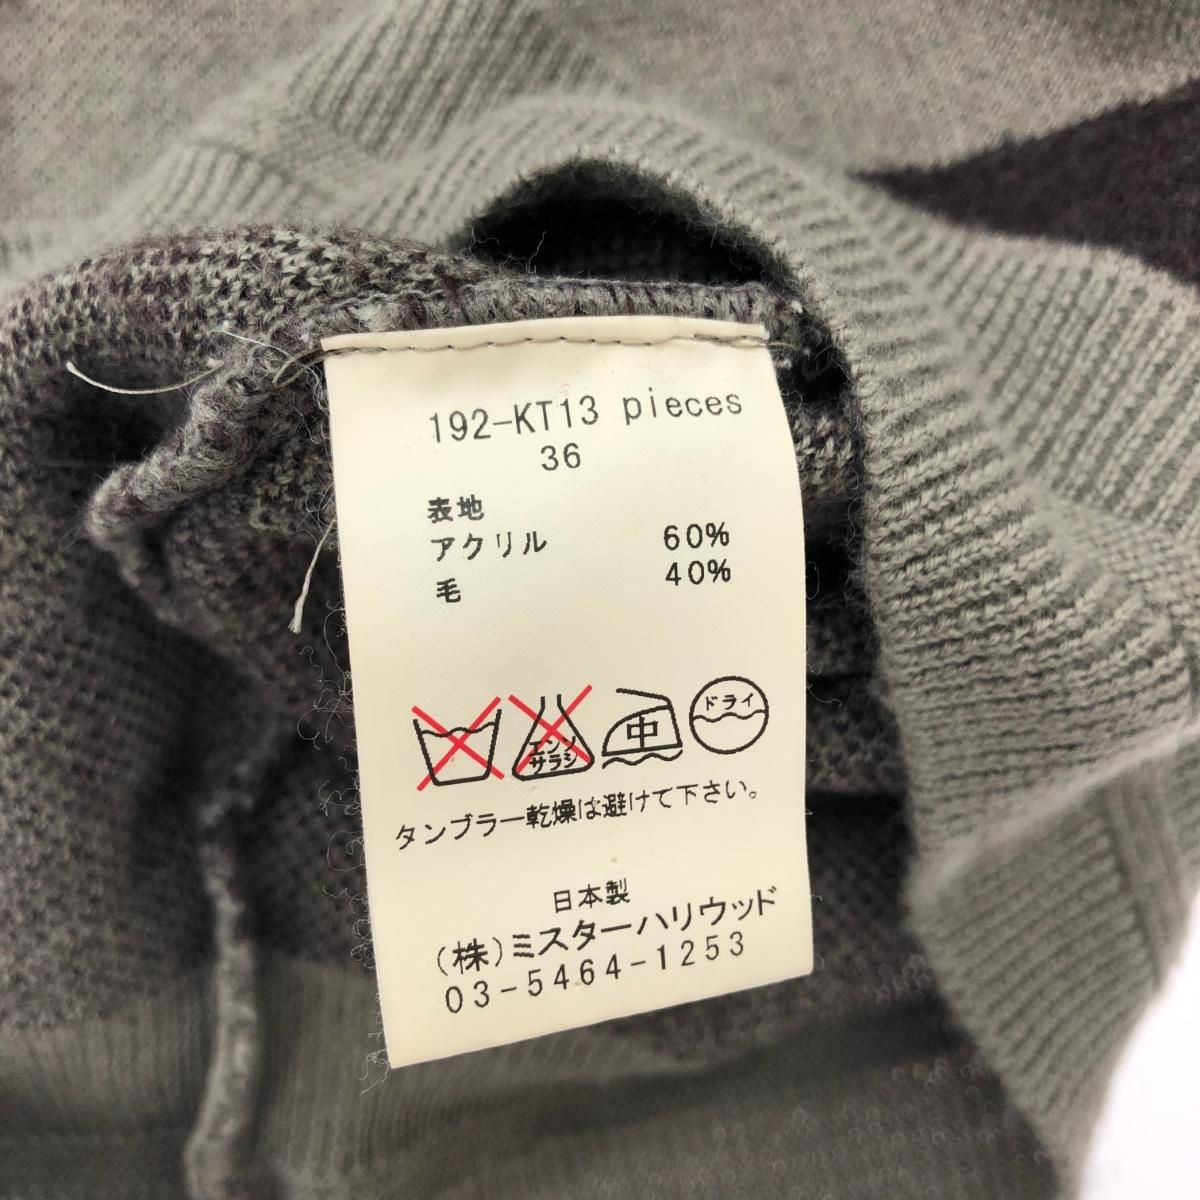 192-KT13 pieces
36
表地
アクリル 60%
毛 40%
エンソ
サラシ
中
ドライ
タンブラー乾燥は避けて下さい。
日本製
(株)ミスターハリウッド
03-5464-1253